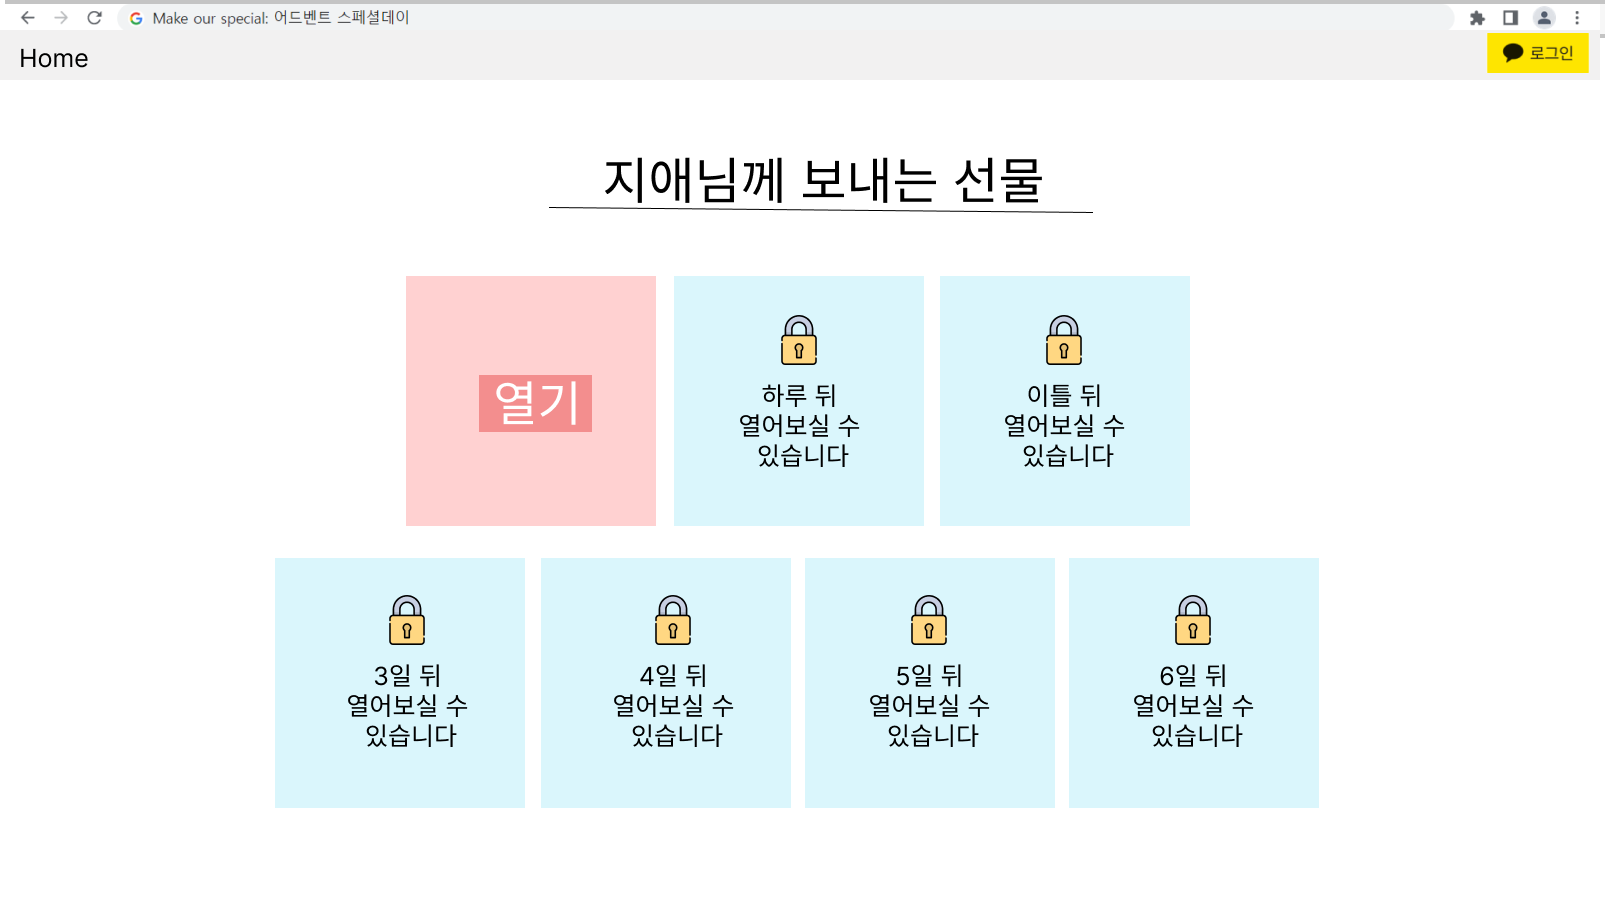 Make our special: 어드벤트 스페셜데이
Home
로그인
지애님께 보내는 선물
열기
하루 뒤
열어보실 수
있습니다
이틀 뒤
열어보실 수
있습니다
3일 뒤
열어보실 수
있습니다
4일 뒤
열어보실 수
있습니다
5일 뒤
열어보실 수
있습니다
6일 뒤
열어보실 수
있습니다